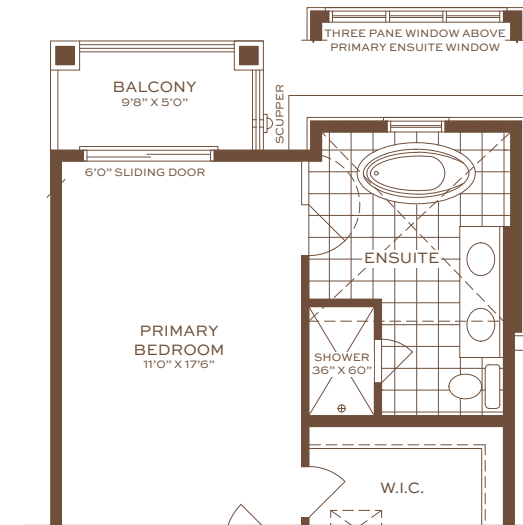 THREE PANE WINDOW ABOVE
PRIMARY ENSUITE WINDOW
BALCONY
9'8" X 5'0"
SCUPPER
6'0" SLIDING DOOR
ENSUITE
PRIMARY
BEDROOM
11'0" X 17'6"
SHOWER
36" X 60"
W.I.C.